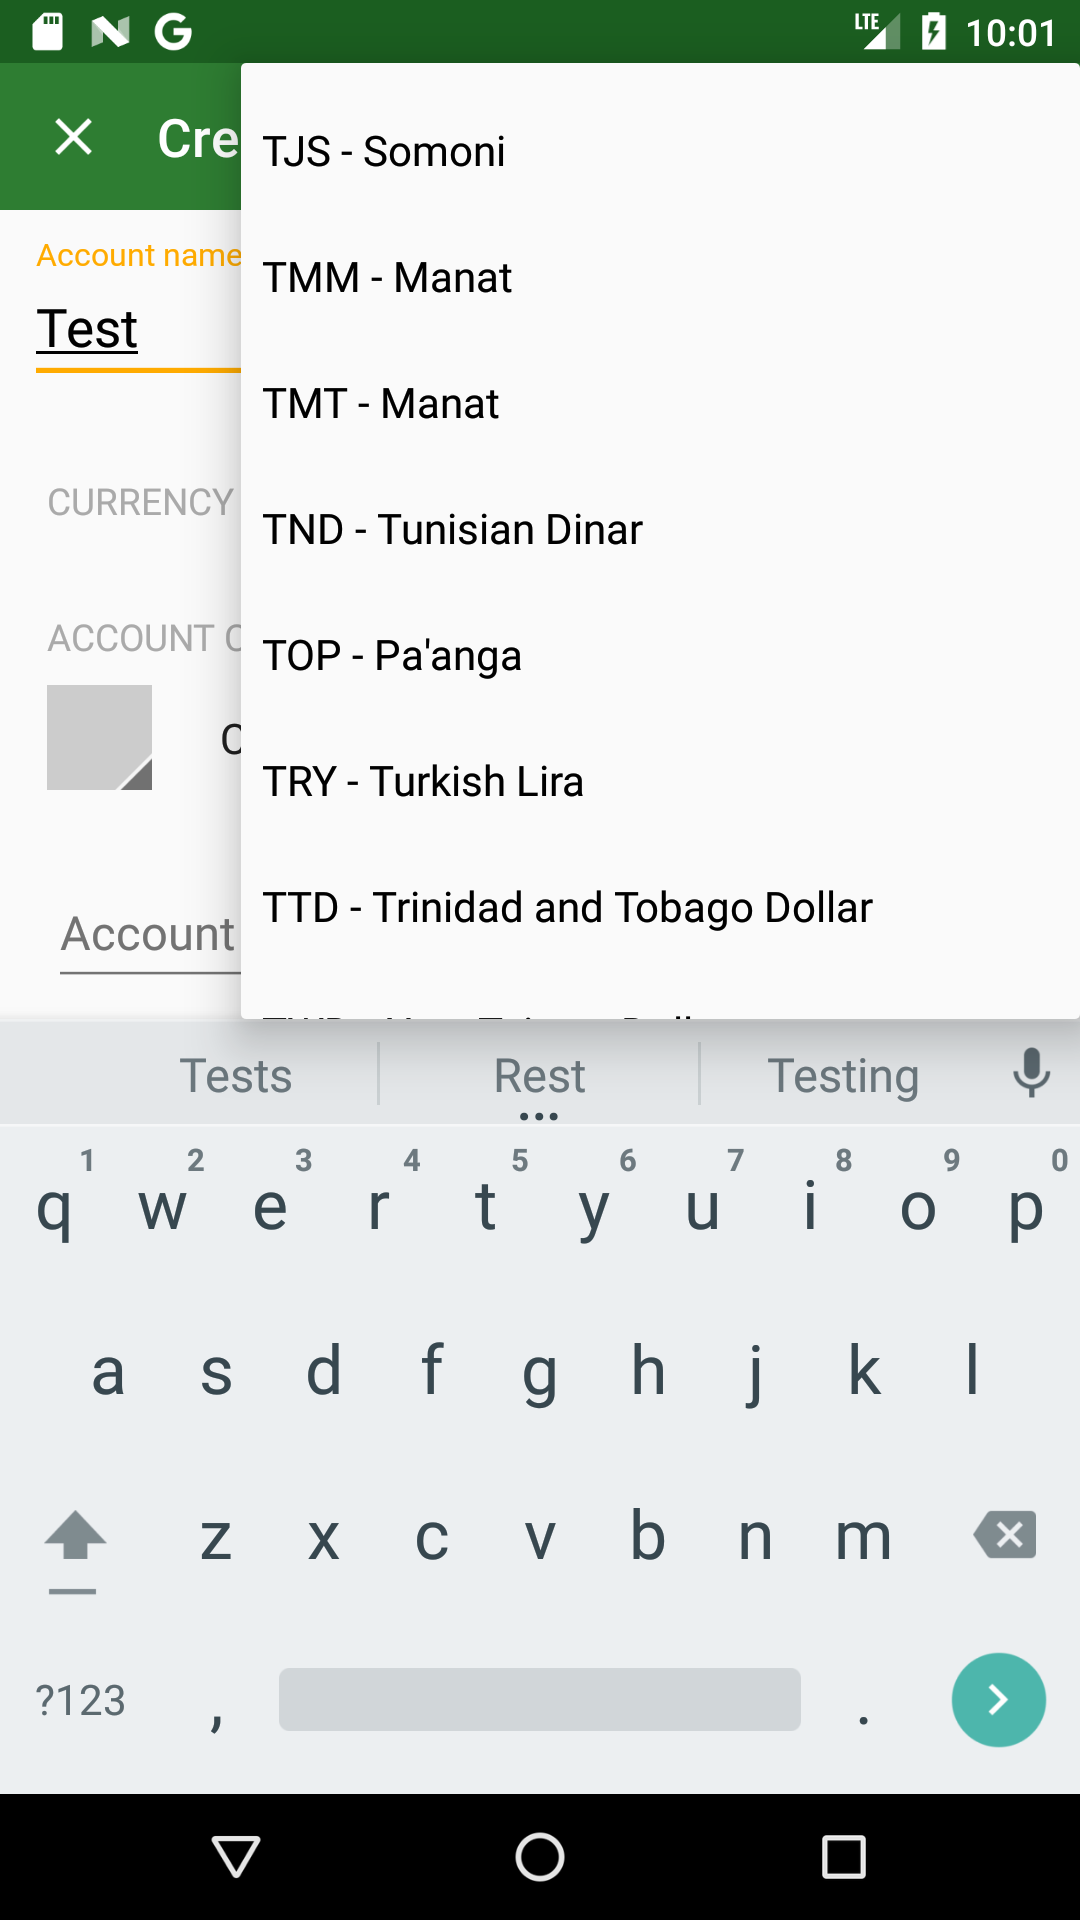 LTE 10:01
Cre
TJS - Somoni
Account name
TMM - Manat
Test
TMT - Manat
CURRENCY
TND - Tunisian Dinar
ACCOUNT
TOP - Pa'anga
TRY - Turkish Lira
TTD - Trinidad and Tobago Dollar
Account
Tests Rest Testing
1 2 3 4 5 6 7 8 9 0
q w e r t y u i o p
a s d f g h j k l
z x c v b n m
?123 , .